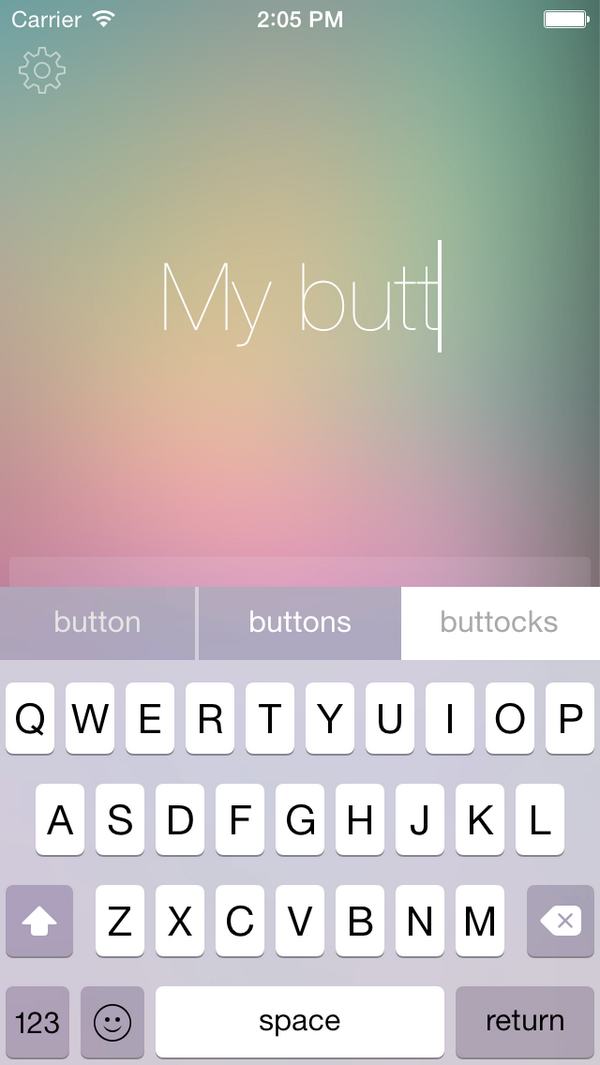 Carrier 2:05 PM
My butt
button buttons buttocks
Q W E R T Y U I O P
A S D F G H J K L
Z X C V B N M
123 space return